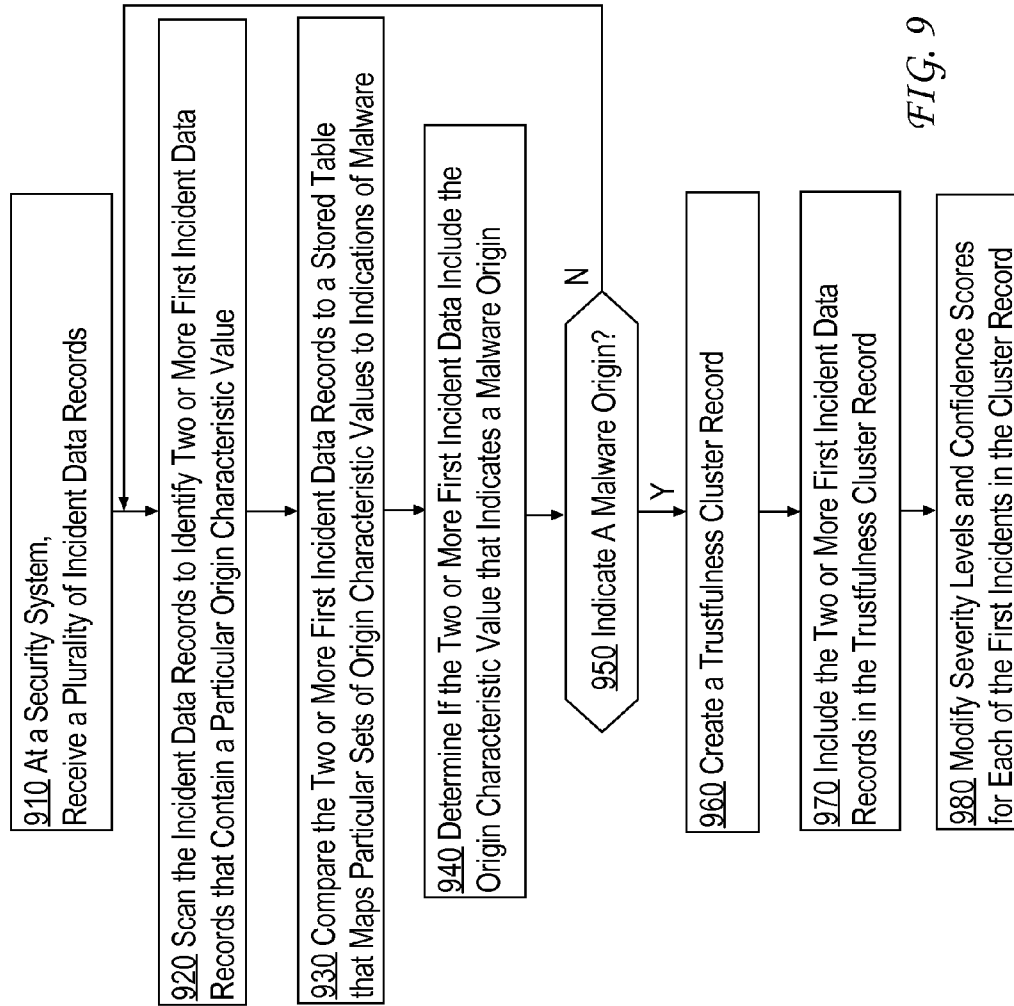 910 At a Security System,
Receive a Plurality of Incident Data Records
920 Scan the Incident Data Records to Identify Two or More First Incident Data
Records that Contain a Particular Origin Characteristic Value
930 Compare the Two or More First Incident Data Records to a Stored Table
that Maps Particular Sets of Origin Characteristic Values to Indications of Malware
940 Determine If the Two or More First Incident Data Include the
Origin Characteristic Value that Indicates a Malware Origin
950 Indicate A Malware Origin?
N
Y
960 Create a Trustfulness Cluster Record
970 Include the Two or More First Incident Data
Records in the Trustfulness Cluster Record
980 Modify Severity Levels and Confidence Scores
for Each of the First Incidents in the Cluster Record
FIG. 9